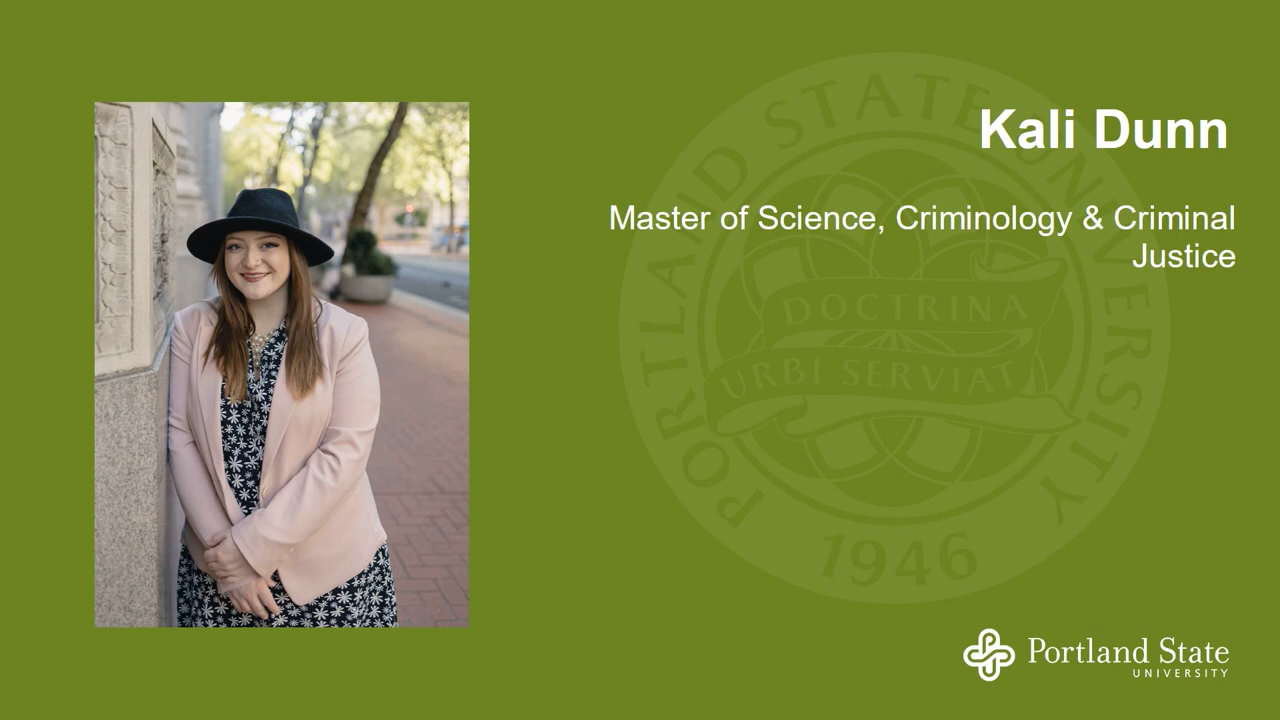 Kali Dunn
Master of Science, Criminology & Criminal
Justice
PORTLAND STATE UNIVERSITY
DOCTRINA
URBI SERVIAT
1946
Portland State
UNIVERSITY